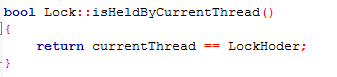 bool Lock::isHeldByCurrentThread()
{
    return currentThread == LockHoder;
}